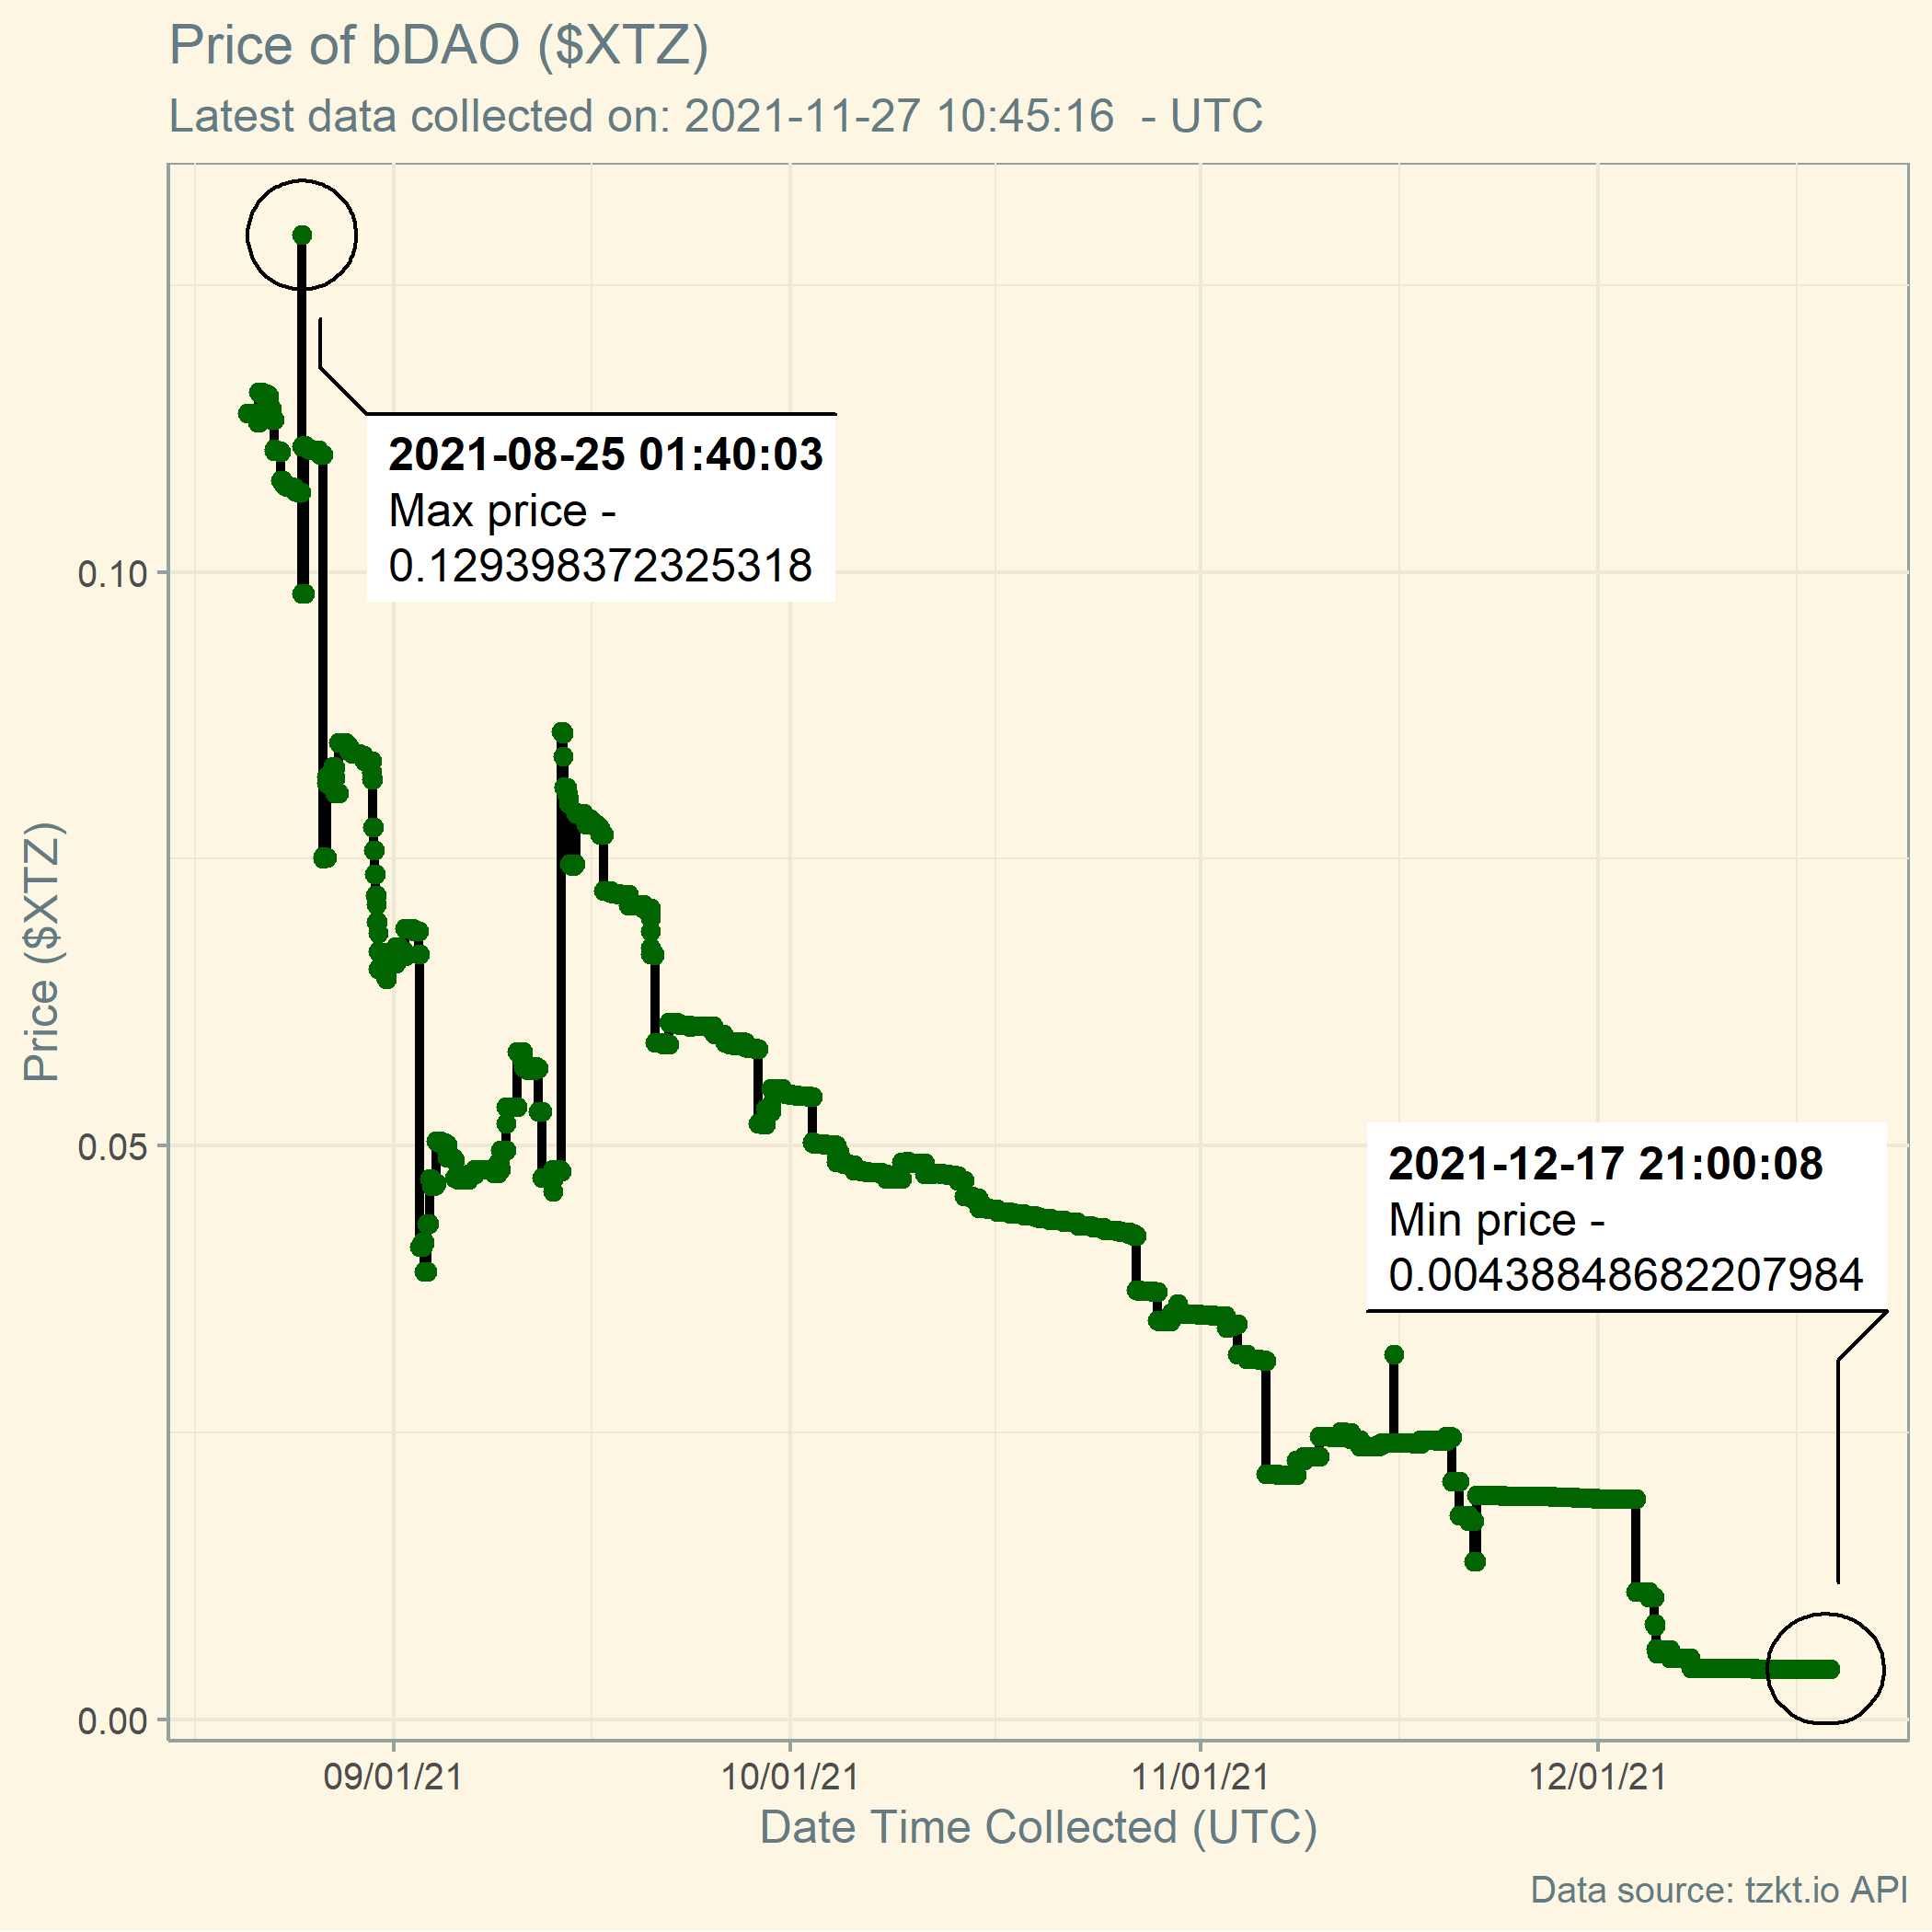 Price of bDAO ($XTZ)
Latest data collected on: 2021-11-27 10:45:16  - UTC
2021-08-25 01:40:03
Max price -
0.129398372325318
0.10
Price ($XTZ)
0.05
2021-12-17 21:00:08
Min price -
0.00438848682207984
0.00
09/01/21
10/01/21
11/01/21
12/01/21
Date Time Collected (UTC)
Data source: tzkt.io API